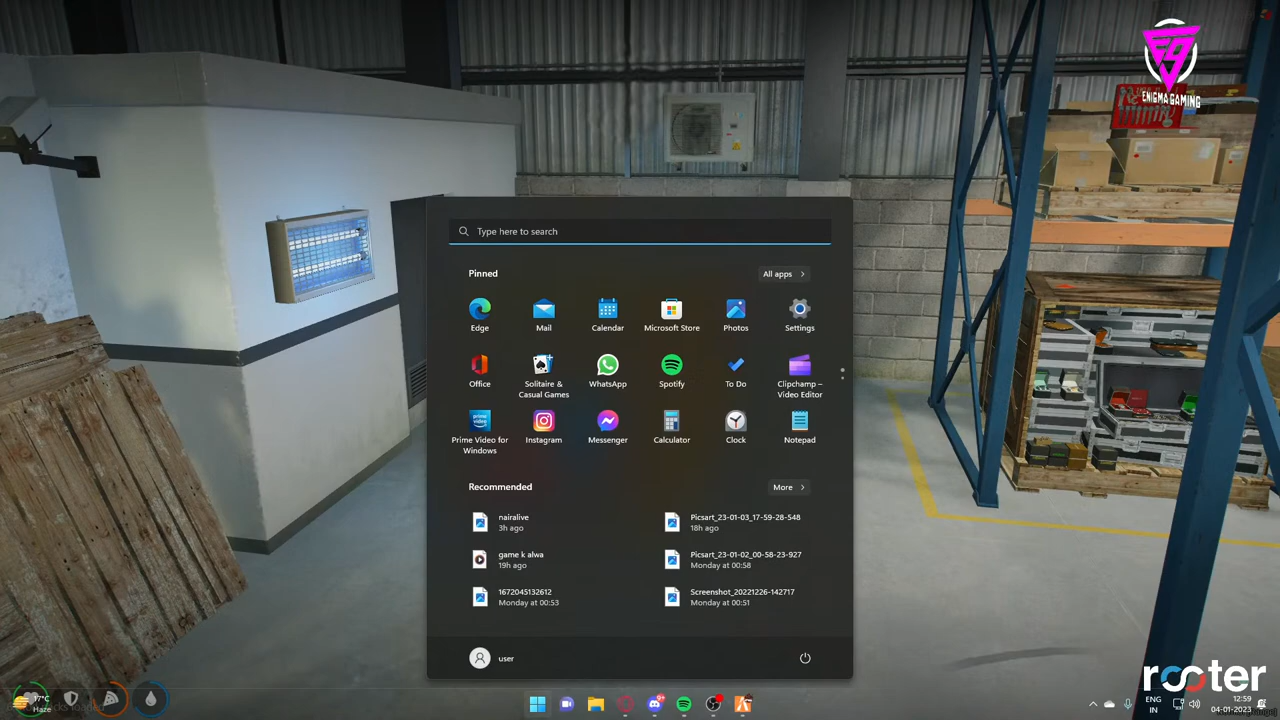 ENIGMA GAMING
Type here to search
Pinned
All apps
Edge
Mail
Calendar
Microsoft Store
Photos
Settings
Office
Solitaire &
Casual Games
WhatsApp
Spotify
To Do
Clipchamp –
Video Editor
Prime Video for
Windows
Instagram
Messenger
Calculator
Clock
Notepad
Recommended
More
nairalive
3h ago
Picsart_23-01-03_17-59-28-548
18h ago
game k alwa
19h ago
Picsart_23-01-02_00-58-23-927
Monday at 00:58
1672045132612
Monday at 00:53
Screenshot_20221226-142717
Monday at 00:51
user
rooter
17°C
Haze
ENG
IN
12:59
04-01-2023